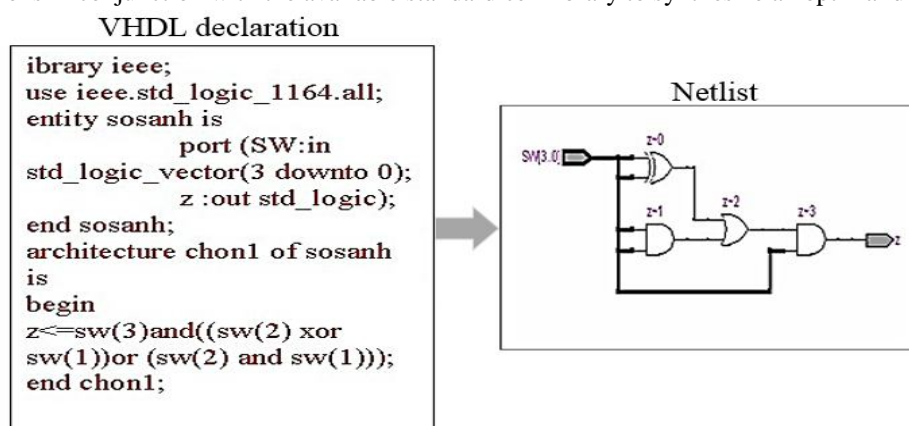 VHDL declaration
ibrary ieee;
use ieee.std_logic_1164.all;
entity sosanh is
port (SW:in
std_logic_vector(3 downto 0);
z :out std_logic);
end sosanh;
architecture chon1 of sosanh
is
begin
z<=sw(3)and((sw(2) xor
sw(1))or (sw(2) and sw(1)));
end chon1;
Netlist
z~0
SW[3..0]
z~2
z~1
z~3
z